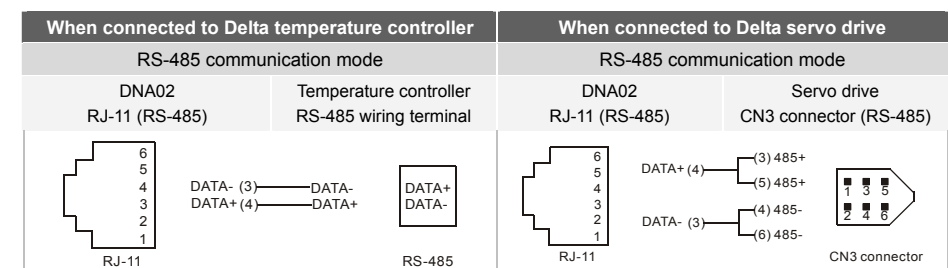 When connected to Delta temperature controller
When connected to Delta servo drive
RS-485 communication mode
RS-485 communication mode
DNA02
RJ-11 (RS-485)
Temperature controller
RS-485 wiring terminal
DNA02
RJ-11 (RS-485)
Servo drive
CN3 connector (RS-485)
6
5
4
3
2
1
RJ-11
DATA- (3) DATA-
DATA+ (4) DATA+
DATA+
DATA-
RS-485
6
5
4
3
2
1
RJ-11
DATA+ (4)
(3) 485+
(5) 485+
DATA- (3)
(4) 485-
(6) 485-
1 3 5
2 4 6
CN3 connector